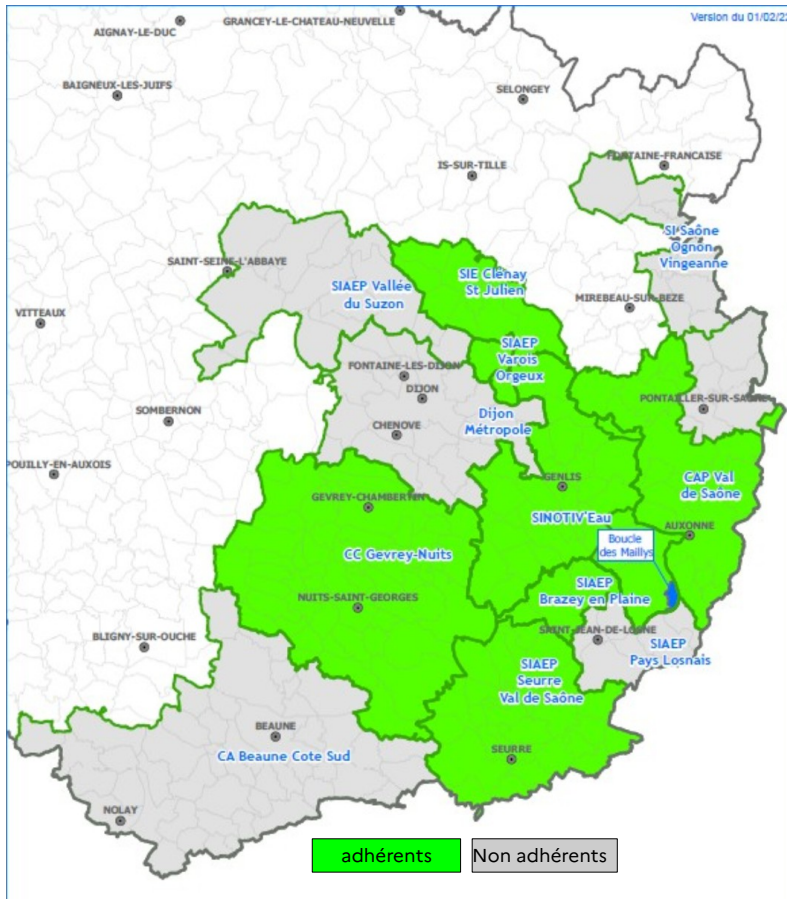 Version du 01/02/22
GRANCEY-LE-CHATEAU-NEUVELLE
AIGNAY-LE-DUC
BAIGNEUX-LES-JUIFS
SELONGEY
FONTAINE-FRANCAISE
IS-SUR-TILLE
SI Saône
Ognon
Vingeanne
SAINT-SEINE-L'ABBAYE
SIE Clénay
St Julien
SIAEP Vallée
du Suzon
MIREBEAU-SUR-BEZE
VITTEAUX
SIAEP
Varois
Orgeux
FONTAINE-LES-DIJON
DIJON
PONTAILLER-SUR-SAONE
SOMBERNON
CHENOVE
Dijon
Métropole
POUILLY-EN-AUXOIS
GENLIS
CAP Val
de Saône
GEVREY-CHAMBERTIN
SINOTIV'Eau
AUXONNE
Boucle
des Maillys
CC Gevrey-Nuits
SIAEP
Brazey en Plaine
NUITS-SAINT-GEORGES
SAINT-JEAN-DE-LOSNE
BLIGNY-SUR-OUCHE
SIAEP
Pays Losnais
SIAEP
Seurre
Val de Saône
BEAUNE
CA Beaune Cote Sud
SEURRE
NOLAY
adhérents
Non adhérents